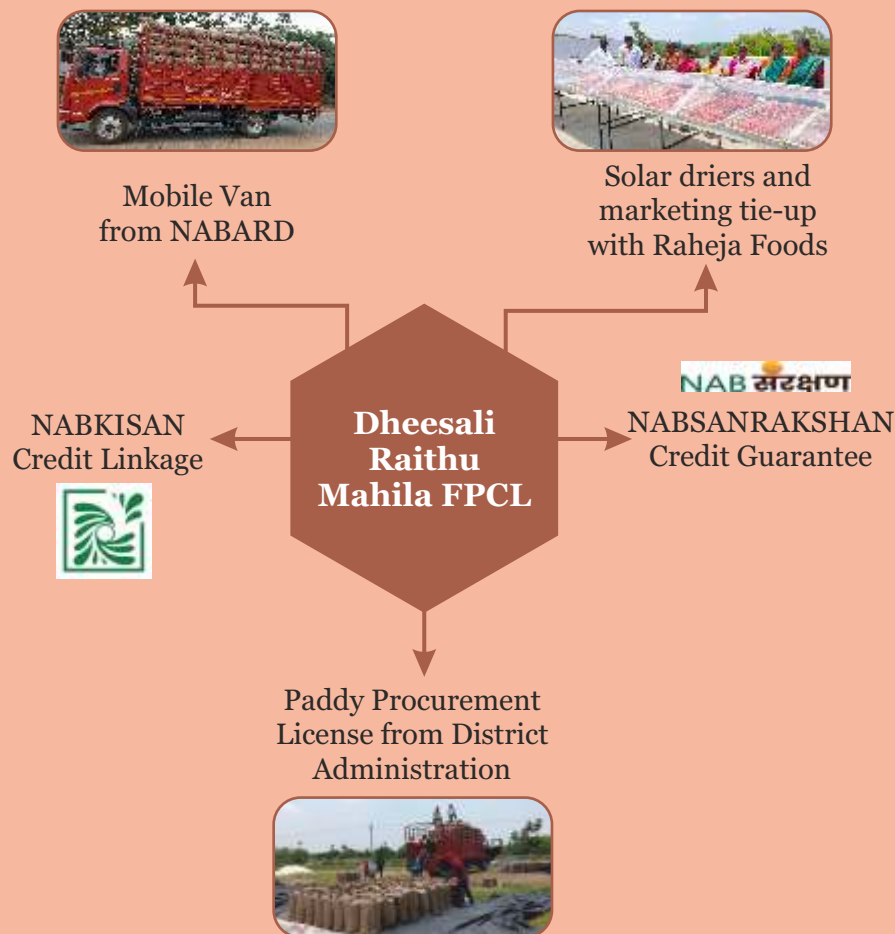 Mobile Van
from NABARD
Solar driers and
marketing tie-up
with Raheja Foods
NABKISAN
Credit Linkage
Dheesali
Raithu
Mahila FPCL
NAB संरक्षण
NABSANRAKSHAN
Credit Guarantee
Paddy Procurement
License from District
Administration